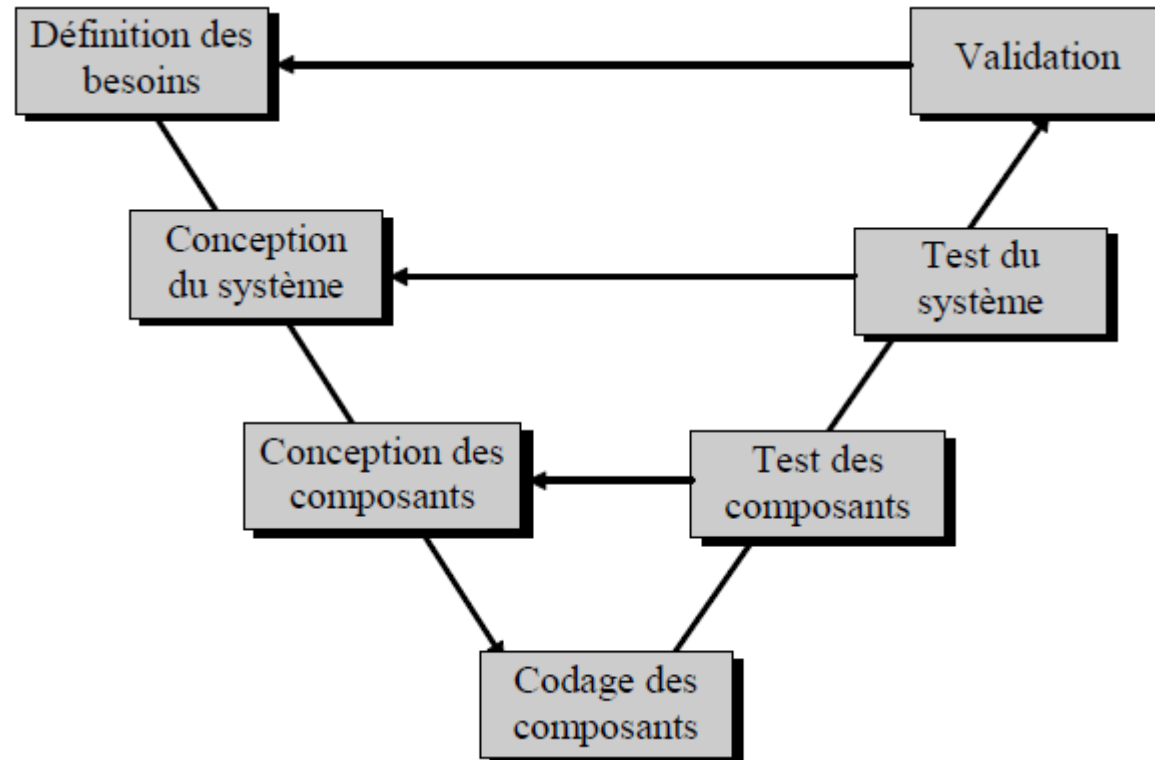 Définition des
besoins
Validation
Conception
du système
Test du
système
Conception des
composants
Test des
composants
Codage des
composants